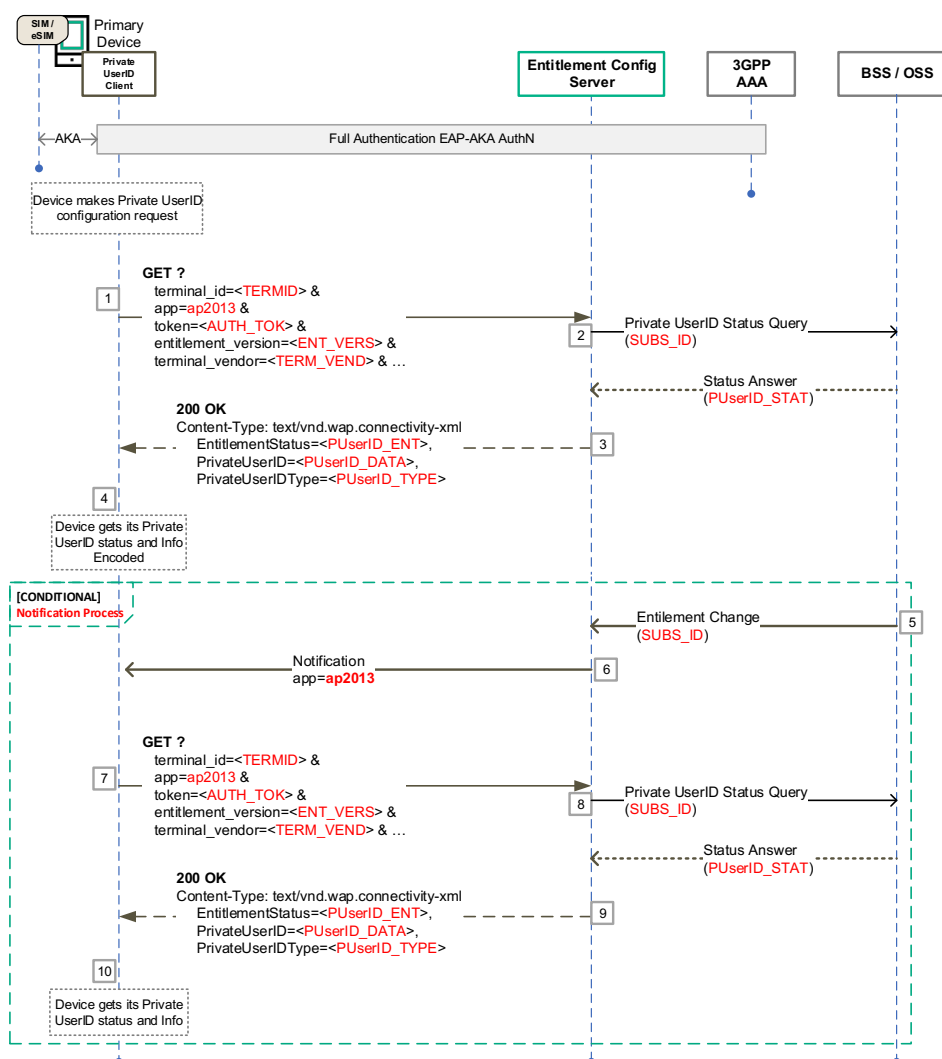 SIM /
eSIM
Primary
Device
Private
UserID
Client
Entitlement Config
Server
3GPP
AAA
BSS / OSS
AKA
Full Authentication EAP-AKA AuthN
Device makes Private UserID
configuration request
GET ?
1
terminal_id=<TERMID> &
app=ap2013 &
token=<AUTH_TOK> &
entitlement_version=<ENT_VERS> &
terminal_vendor=<TERM_VEND> & …
2
Private UserID Status Query
(SUBS_ID)
Status Answer
(PUserID_STAT)
200 OK
Content-Type: text/vnd.wap.connectivity-xml
EntitlementStatus=<PUserID_ENT>,
PrivateUserID=<PUserID_DATA>,
PrivateUserIDType=<PUserID_TYPE>
3
4
Device gets its Private
UserID status and Info
Encoded
[CONDITIONAL]
Notification Process
Entilement Change
(SUBS_ID)
5
Notification
app=ap2013
6
GET ?
7
terminal_id=<TERMID> &
app=ap2013 &
token=<AUTH_TOK> &
entitlement_version=<ENT_VERS> &
terminal_vendor=<TERM_VEND> & …
8
Private UserID Status Query
(SUBS_ID)
Status Answer
(PUserID_STAT)
200 OK
Content-Type: text/vnd.wap.connectivity-xml
EntitlementStatus=<PUserID_ENT>,
PrivateUserID=<PUserID_DATA>,
PrivateUserIDType=<PUserID_TYPE>
9
10
Device gets its Private
UserID status and Info